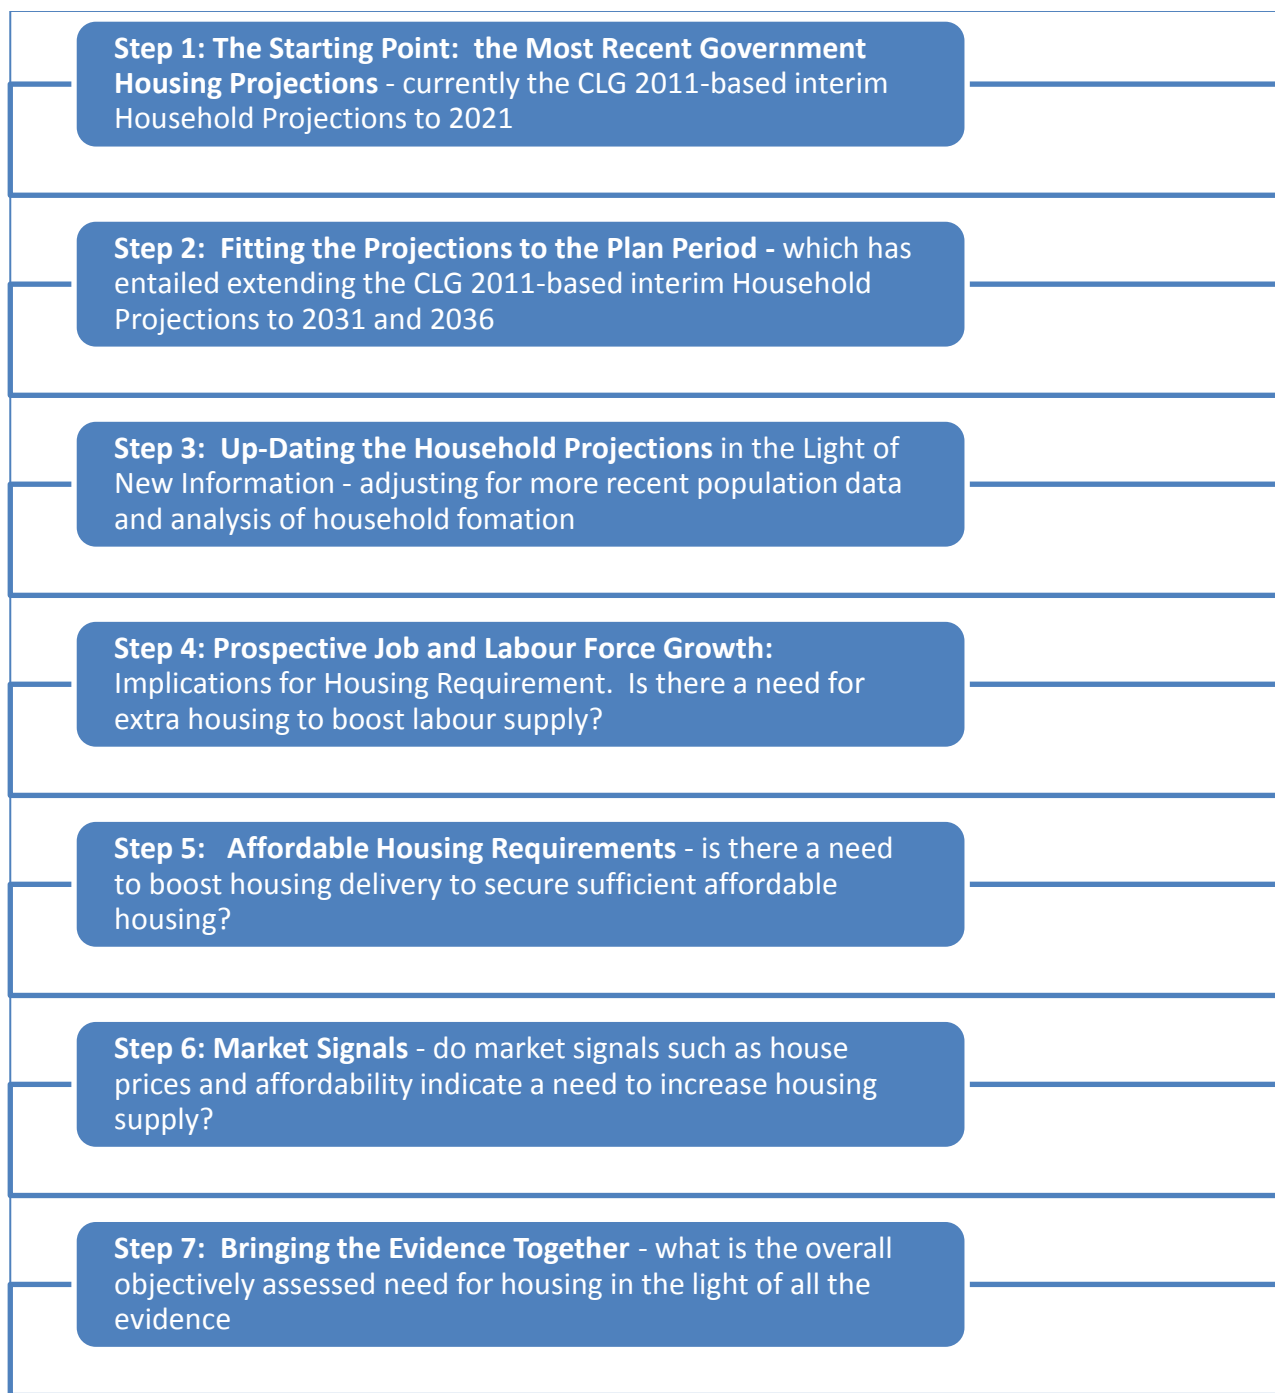 Step 1: The Starting Point:  the Most Recent Government
Housing Projections - currently the CLG 2011-based interim
Household Projections to 2021
Step 2:  Fitting the Projections to the Plan Period - which has
entailed extending the CLG 2011-based interim Household
Projections to 2031 and 2036
Step 3:  Up-Dating the Household Projections in the Light of
New Information - adjusting for more recent population data
and analysis of household fomation
Step 4: Prospective Job and Labour Force Growth:
Implications for Housing Requirement.  Is there a need for
extra housing to boost labour supply?
Step 5:   Affordable Housing Requirements - is there a need
to boost housing delivery to secure sufficient affordable
housing?
Step 6: Market Signals - do market signals such as house
prices and affordability indicate a need to increase housing
supply?
Step 7:  Bringing the Evidence Together - what is the overall
objectively assessed need for housing in the light of all the
evidence